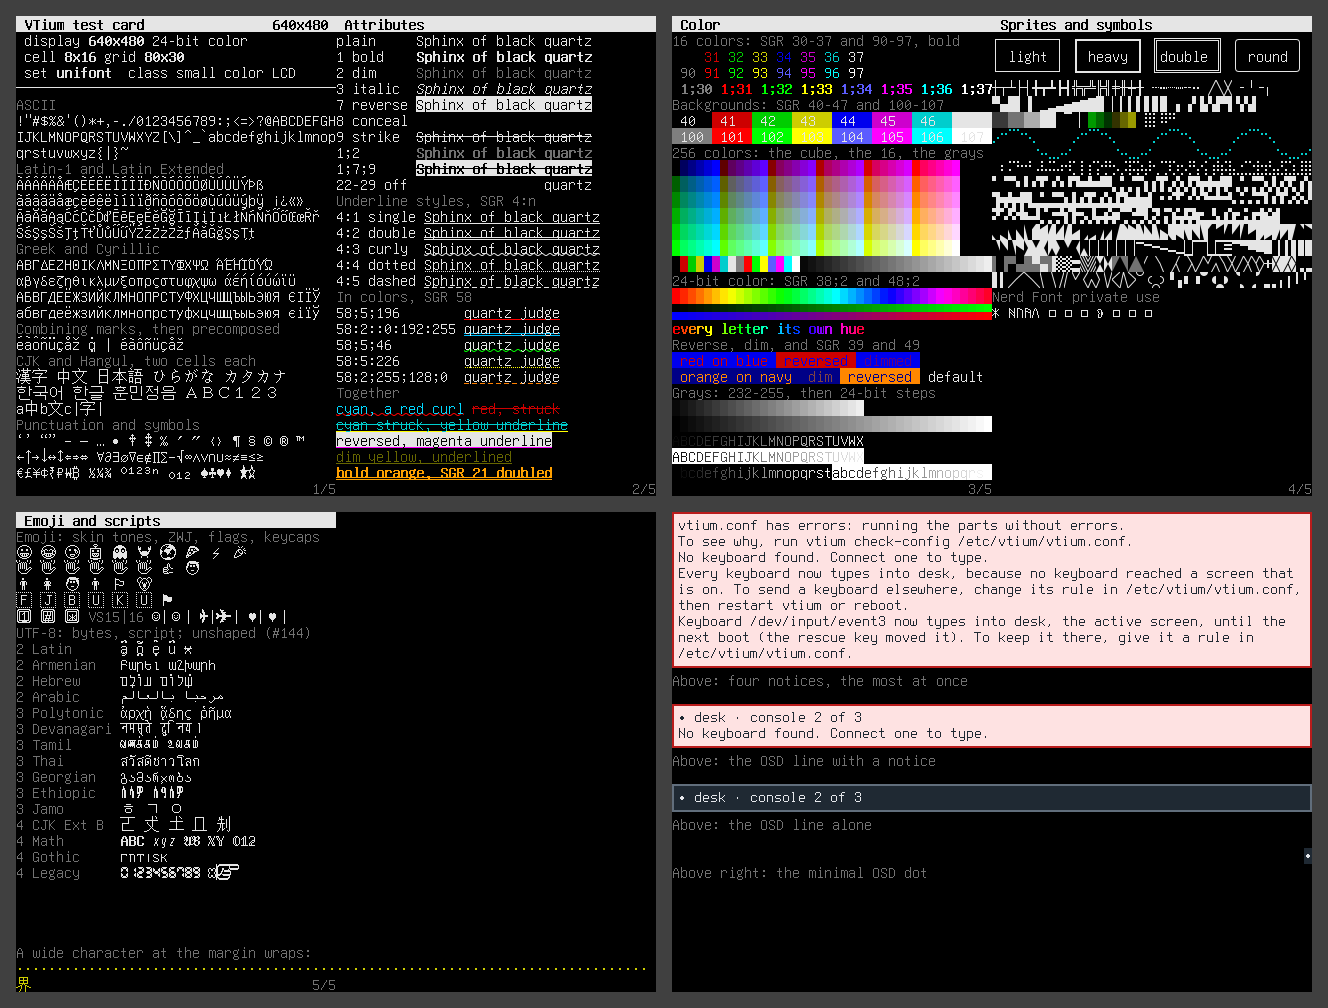 VTium test card 640x480
display 640x480 24-bit color
cell 8x16 grid 80x30
set unifont class small color LCD
ASCII
!"#$%&'()*+,-./0123456789:;<=>?@ABCDEFGH
IJKLMNOPQRSTUVWXYZ[\]^_`abcdefghijklmnop
qrstuvwxyz{|}~
Latin-1 and Latin Extended
Greek and Cyrillic
ΑΒΓΔΕΖΗΘΙΚΛΜΝΞΟΠΡΣΤΥΦΧΨΩ ΆΈΉΊΌΎΏ
αβγδεζηθικλμνξοπρςστυφχψω άέήίόύώϊϋ
АБВГДЕЁЖЗИЙКЛМНОПРСТУФХЦЧШЩЪЫЬЭЮЯ ЄІЇЎ
абвгдеёжзийклмнопрстуфхцчшщъыьэюя єіїў
Combining marks, then precomposed
CJK and Hangul, two cells each
漢字 中文 日本語 ひらがな カタカナ
한국어 한글 훈민정음 ＡＢＣ１２３
a中b文c|字|
Punctuation and symbols
1/5
Attributes
plain Sphinx of black quartz
1 bold Sphinx of black quartz
2 dim Sphinx of black quartz
3 italic Sphinx of black quartz
7 reverse Sphinx of black quartz
8 conceal
9 strike Sphinx of black quartz
1;2 Sphinx of black quartz
1;7;9 Sphinx of black quartz
22-29 off quartz
Underline styles, SGR 4:n
4:1 single Sphinx of black quartz
4:2 double Sphinx of black quartz
4:3 curly Sphinx of black quartz
4:4 dotted Sphinx of black quartz
4:5 dashed Sphinx of black quartz
In colors, SGR 58
58;5;196 quartz judge
58:2::0:192:255 quartz judge
58;5;46 quartz judge
58:5:226 quartz judge
58;2;255;128;0 quartz judge
Together
cyan, a red curl red, struck
cyan struck, yellow underline
reversed, magenta underline
dim yellow, underlined
bold orange, SGR 21 doubled
2/5
Color
16 colors: SGR 30-37 and 90-97, bold
31 32 33 34 35 36 37
90 91 92 93 94 95 96 97
1;30 1;31 1;32 1;33 1;34 1;35 1;36 1;37
Backgrounds: SGR 40-47 and 100-107
40 41 42 43 44 45 46
100 101 102 103 104 105 106 107
256 colors: the cube, the 16, the grays
24-bit color: SGR 38;2 and 48;2
every letter its own hue
Reverse, dim, and SGR 39 and 49
red on blue reversed dimmed
orange on navy dim reversed default
Grays: 232-255, then 24-bit steps
ABCDEFGHIJKLMNOPQRSTUVWX
ABCDEFGHIJKLMNOPQRSTUVWX
bcdefghijklmnopqrstabcdefghijklmnopqrs
3/5
Sprites and symbols
light heavy double round
Nerd Font private use
4/5
Emoji and scripts
Emoji: skin tones, ZWJ, flags, keycaps
F J B U K U
VS15|16
UTF-8: bytes, script; unshaped (#144)
2 Latin
2 Armenian
2 Hebrew
2 Arabic
3 Polytonic
3 Devanagari
3 Tamil
3 Thai สวัสดีชาวโลก
3 Georgian
3 Ethiopic
3 Jamo ㅎ ㄱ ㅇ
4 CJK Ext B
4 Math
4 Gothic
4 Legacy 0123456789
A wide character at the margin wraps:
界
5/5
vtium.conf has errors: running the parts without errors.
To see why, run vtium check-config /etc/vtium/vtium.conf.
No keyboard found. Connect one to type.
Every keyboard now types into desk, because no keyboard reached a screen that
is on. To send a keyboard elsewhere, change its rule in /etc/vtium/vtium.conf,
then restart vtium or reboot.
Keyboard /dev/input/event3 now types into desk, the active screen, until the
next boot (the rescue key moved it). To keep it there, give it a rule in
/etc/vtium/vtium.conf.
Above: four notices, the most at once
• desk · console 2 of 3
No keyboard found. Connect one to type.
Above: the OSD line with a notice
• desk · console 2 of 3
Above: the OSD line alone
Above right: the minimal OSD dot